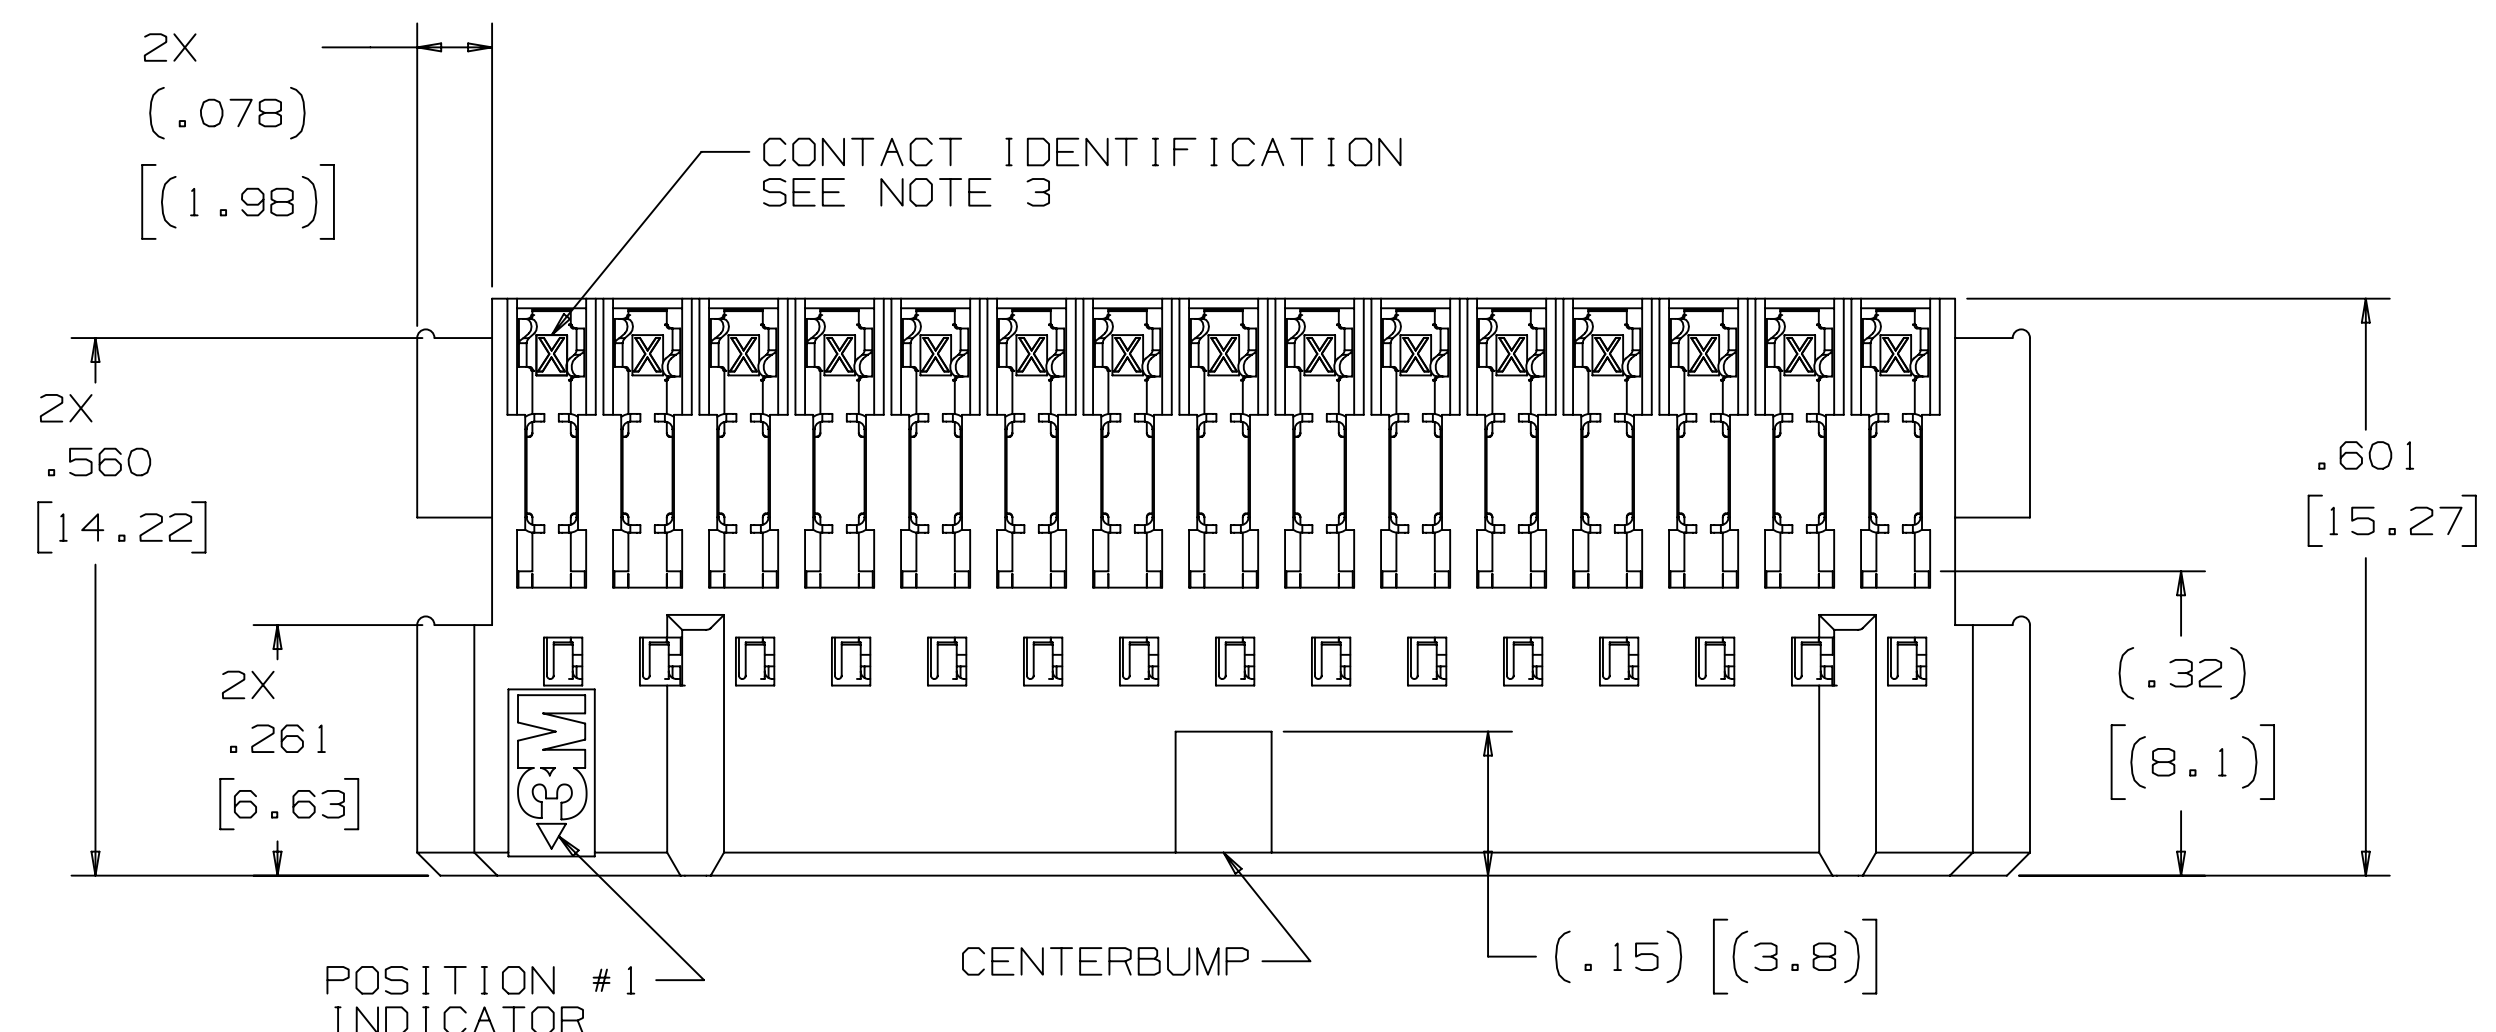 2X
(.078)
[(1.98)]
CONTACT IDENTIFICATION
SEE NOTE 3
X X X X X X X X X X X X X X X
2X
.560
[14.22]
.601
[15.27]
2X
.261
[6.63]
(.32)
[(8.1)]
3M
CENTERBUMP
(.15) [(3.8)]
POSITION #1
INDICATOR